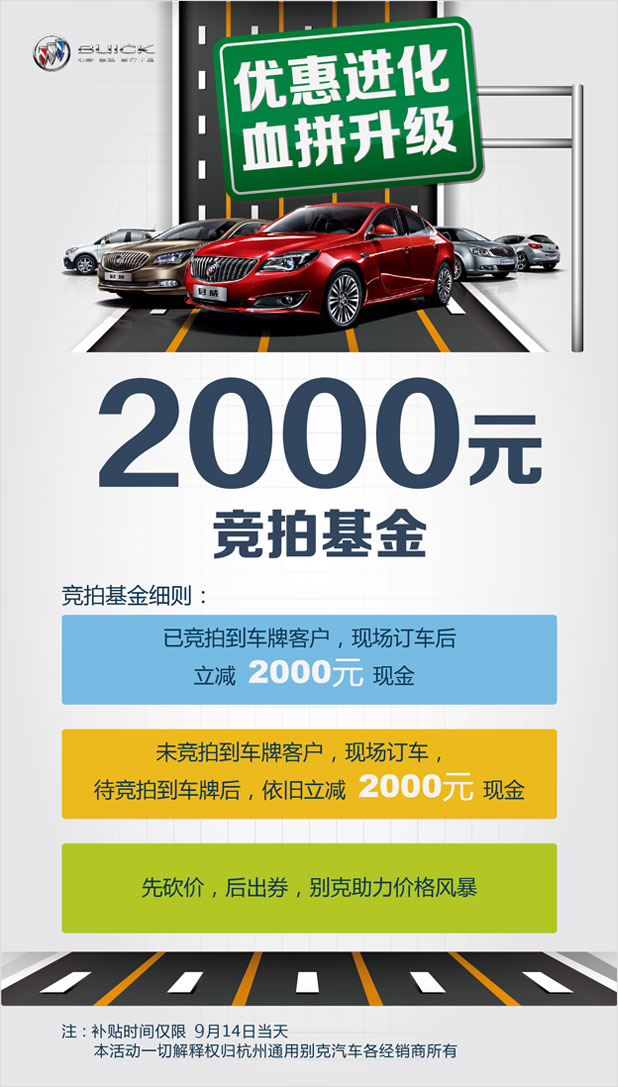 BUICK
优惠进化
血拼升级
君威
2000元
竞拍基金
竞拍基金细则：
已竞拍到车牌客户，现场订车后
立减 2000元 现金
未竞拍到车牌客户，现场订车，
待竞拍到车牌后，依旧立减 2000元 现金
先砍价，后出券，别克助力价格风暴
注：补贴时间仅限 9月14日当天
本活动一切解释权归杭州通用别克汽车各经销商所有